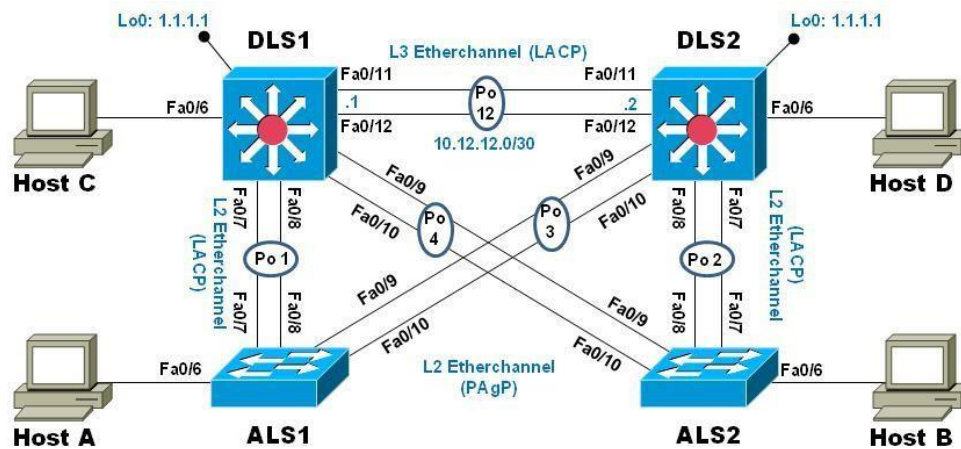 Lo0: 1.1.1.1
Lo0: 1.1.1.1
DLS1
DLS2
L3 Etherchannel (LACP)
Fa0/11
Fa0/11
Fa0/6
.1
Po
12
.2
Fa0/6
Fa0/12
Fa0/12
10.12.12.0/30
Host C
Host D
Fa0/9
Fa0/9
Fa0/10
Fa0/10
Po
4
Po
3
Fa0/7
Fa0/8
Fa0/8
Fa0/7
L2 Etherchannel
(LACP)
L2 Etherchannel
(LACP)
Po 1
Po 2
Fa0/7
Fa0/8
Fa0/8
Fa0/7
Fa0/9
Fa0/10
Fa0/9
Fa0/10
L2 Etherchannel
(PAgP)
Fa0/6
Fa0/6
Host A
ALS1
ALS2
Host B